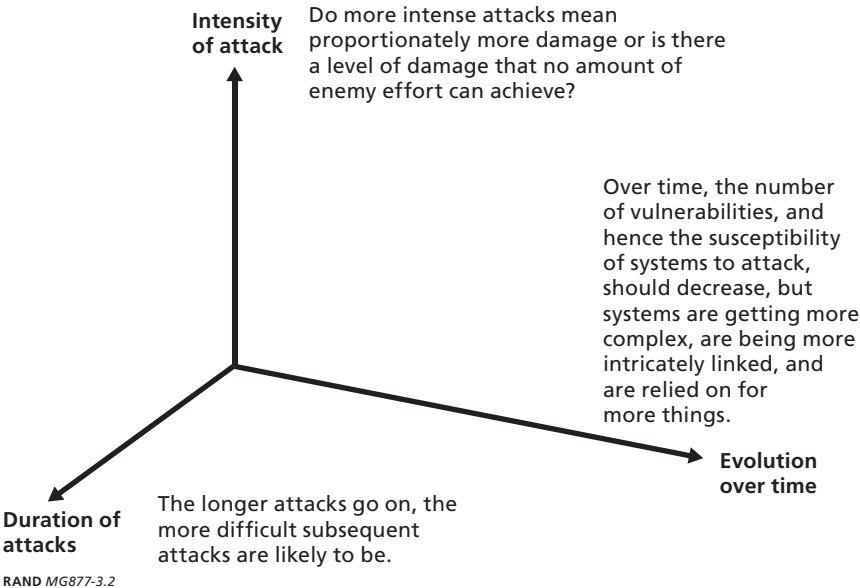 Intensity
of attack
Do more intense attacks mean
proportionately more damage or is there
a level of damage that no amount of
enemy effort can achieve?
Over time, the number
of vulnerabilities, and
hence the susceptibility
of systems to attack,
should decrease, but
systems are getting more
complex, are being more
intricately linked, and
are relied on for
more things.
Evolution
over time
Duration of
attacks
The longer attacks go on, the
more difficult subsequent
attacks are likely to be.
RAND MG877-3.2